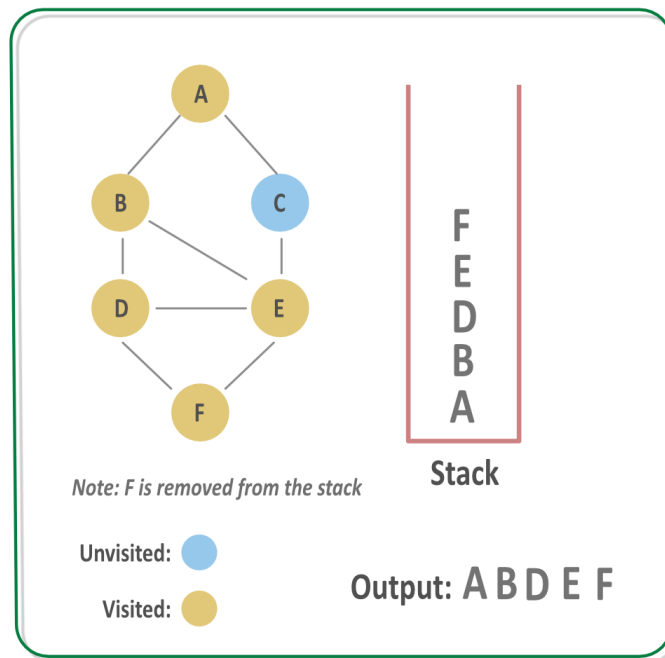 A
B
C
D
E
F
F
E
D
B
A
Stack
Note: F is removed from the stack
Unvisited:
Visited:
Output: A B D E F